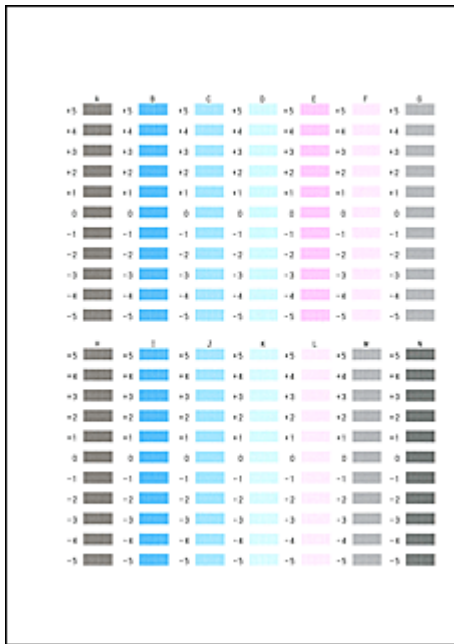 A B C D E F G
+5 +5 +5 +5 +5 +5 +5
+4 +4 +4 +4 +4 +4 +4
+3 +3 +3 +3 +3 +3 +3
+2 +2 +2 +2 +2 +2 +2
+1 +1 +1 +1 +1 +1 +1
0 0 0 0 0 0 0
-1 -1 -1 -1 -1 -1 -1
-2 -2 -2 -2 -2 -2 -2
-3 -3 -3 -3 -3 -3 -3
-4 -4 -4 -4 -4 -4 -4
-5 -5 -5 -5 -5 -5 -5
H I J K L M N
+5 +5 +5 +5 +5 +5 +5
+4 +4 +4 +4 +4 +4 +4
+3 +3 +3 +3 +3 +3 +3
+2 +2 +2 +2 +2 +2 +2
+1 +1 +1 +1 +1 +1 +1
0 0 0 0 0 0 0
-1 -1 -1 -1 -1 -1 -1
-2 -2 -2 -2 -2 -2 -2
-3 -3 -3 -3 -3 -3 -3
-4 -4 -4 -4 -4 -4 -4
-5 -5 -5 -5 -5 -5 -5